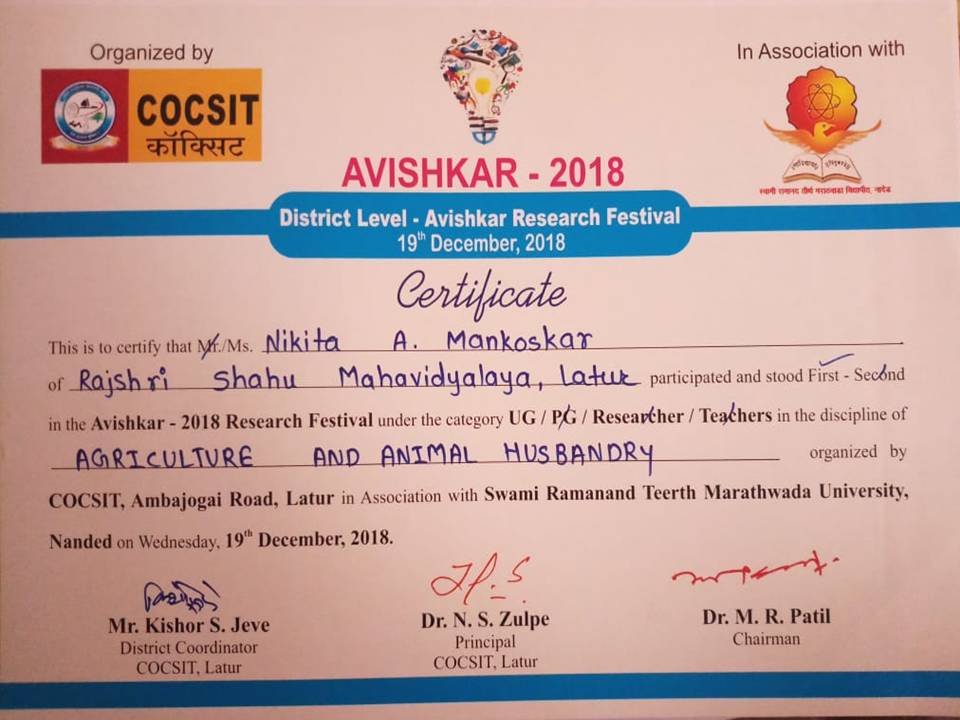 Organized by
In Association with
COCSIT
कॉक्सिट
स्वामी रामानंद तीर्थ मराठवाडा विद्यापीठ, नांदेड
AVISHKAR - 2018
District Level - Avishkar Research Festival
19th December, 2018
Certificate
This is to certify that Mr./Ms. Nikita A. Mankoskar
of Rajshri Shahu Mahavidyalaya, Latur participated and stood First - Second
in the Avishkar - 2018 Research Festival under the category UG / PG / Researcher / Teachers in the discipline of
AGRICULTURE AND ANIMAL HUSBANDRY organized by
COCSIT, Ambajogai Road, Latur in Association with Swami Ramanand Teerth Marathwada University,
Nanded on Wednesday, 19th December, 2018.
Mr. Kishor S. Jeve
District Coordinator
COCSIT, Latur
Dr. N. S. Zulpe
Principal
COCSIT, Latur
Dr. M. R. Patil
Chairman